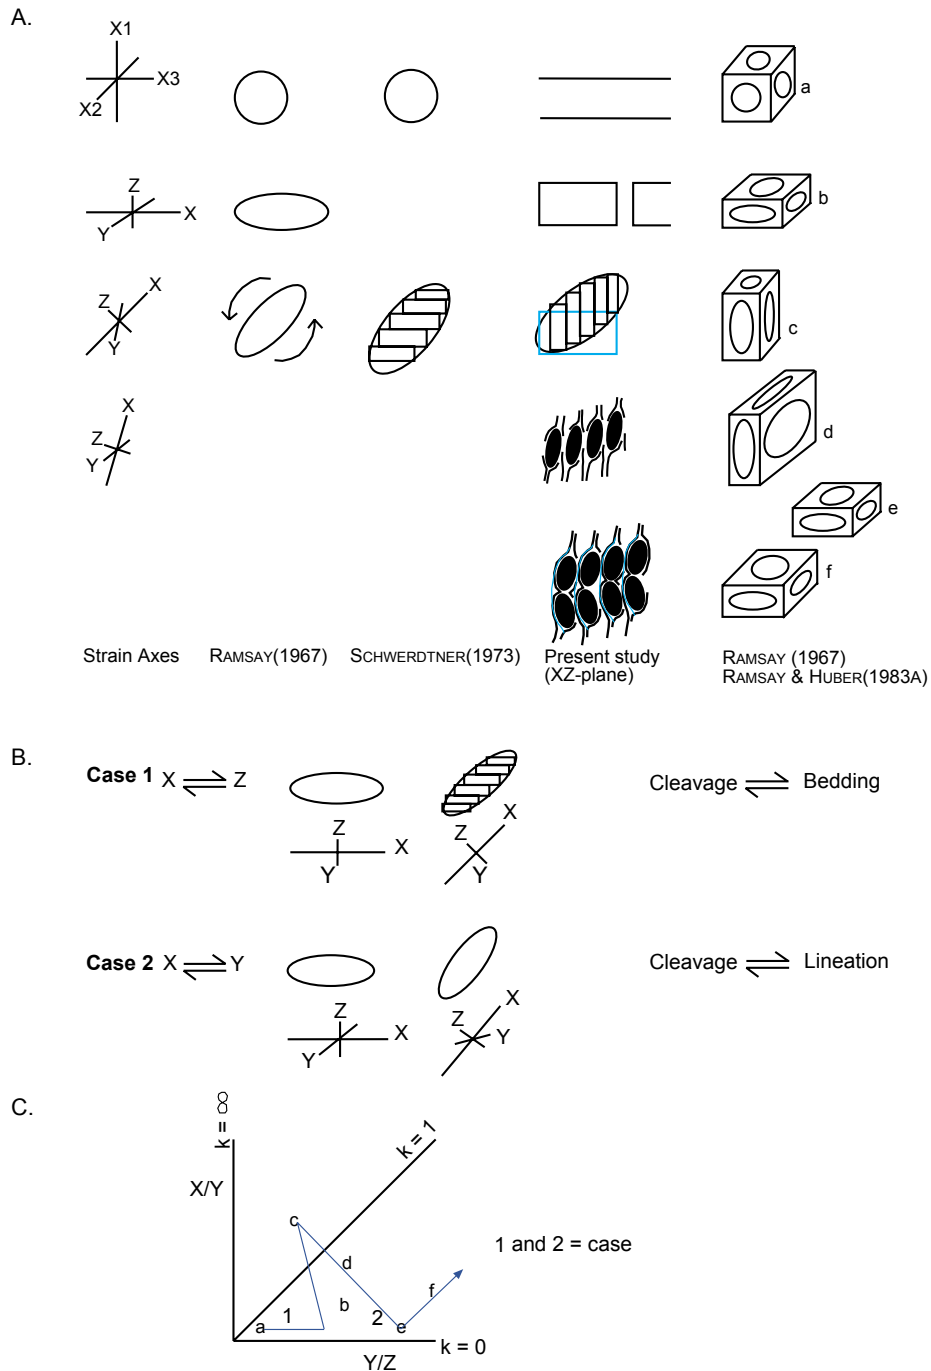 A.
X1
X3
X2
a
Z
X
Y
b
X
Z
Y
c
X
Z
Y
d
e
f
Strain Axes
RAMSAY(1967)
SCHWERDTNER(1973)
Present study
(XZ-plane)
RAMSAY (1967)
RAMSAY & HUBER(1983A)
B.
Case 1 X ⇌ Z
Cleavage ⇌ Bedding
Z
X
Y
X
Z
Y
Case 2 X ⇌ Y
Cleavage ⇌ Lineation
Z
X
Y
X
Z
Y
C.
k = ∞
k = 1
X/Y
c
1 and 2 = case
d
f
b
1
2
a
e
k = 0
Y/Z